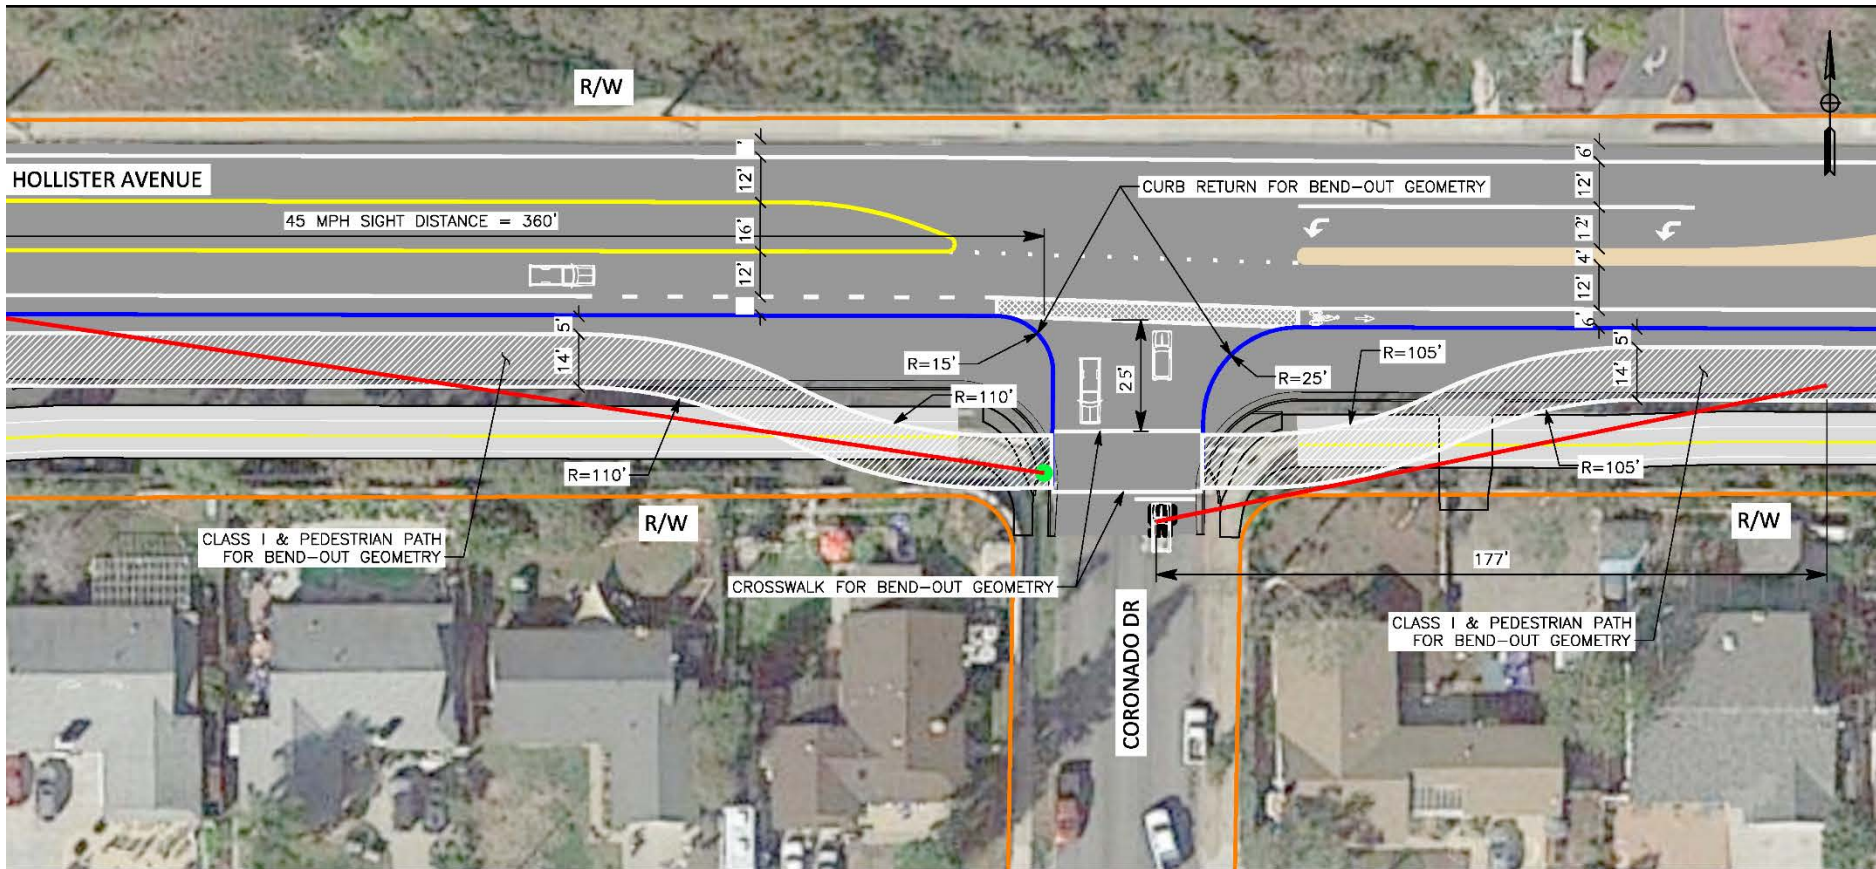 R/W
HOLLISTER AVENUE
45 MPH SIGHT DISTANCE = 360'
'
12'
16'
12'
CURB RETURN FOR BEND-OUT GEOMETRY
6'
12'
12'
4'
12'
6'
5'
14'
R=15'
25'
R=25'
R=105'
5'
14'
R=110'
R=110'
R=105'
R/W
R/W
CLASS I & PEDESTRIAN PATH
FOR BEND-OUT GEOMETRY
CROSSWALK FOR BEND-OUT GEOMETRY
177'
CORONADO DR
CLASS I & PEDESTRIAN PATH
FOR BEND-OUT GEOMETRY